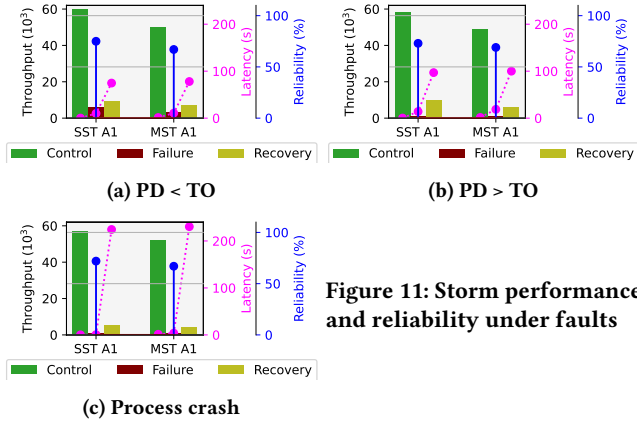 Throughput (10³)
60
40
20
0
SST A1
MST A1
200
100
0
Latency (s)
100
50
0
Reliability (%)
Control
Failure
Recovery
(a) PD < TO
Throughput (10³)
60
40
20
0
SST A1
MST A1
200
100
0
Latency (s)
100
50
0
Reliability (%)
Control
Failure
Recovery
(b) PD > TO
Throughput (10³)
60
40
20
0
SST A1
MST A1
200
100
0
Latency (s)
100
50
0
Reliability (%)
Control
Failure
Recovery
(c) Process crash
Figure 11: Storm performance
and reliability under faults